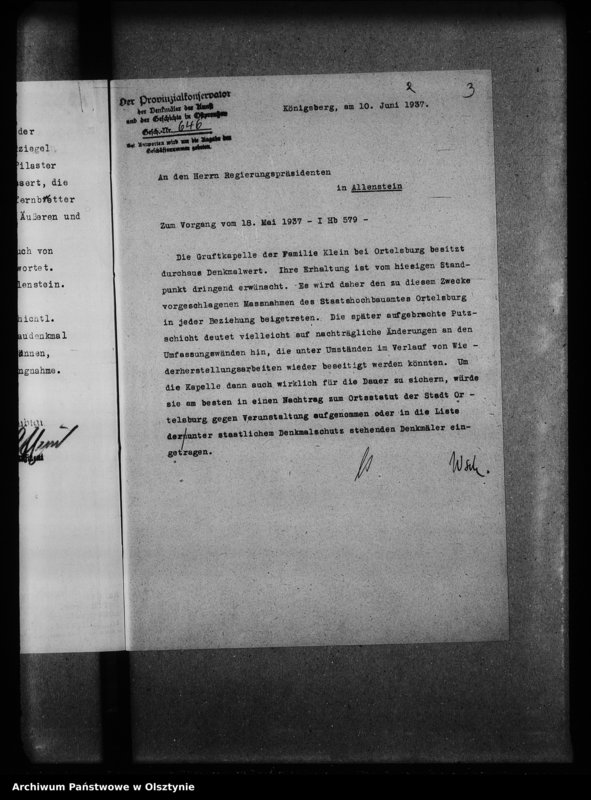 der
ziegel
Pilaster
sert, die
fernbretter
Äußeren und
uch von
wortet.
lenstein.
hichtl.
audenkmal
nnen,
ngnahme.
2 3
Der Provinzialkonservator
der Denkmäler der Kunst
und der Geschichte in Ostpreußen
Gesch.-Nr. 646
Bei Antworten wird um die Angabe der
Geschäftsnummer gebeten.
Königsberg, am 10. Juni 1937.
An den Herrn Regierungspräsidenten
in Allenstein
Zum Vorgang vom 18. Mai 1937 - I Hb 579 -
Die Gruftkapelle der Familie Klein bei Ortelsburg besitzt
durchaus Denkmalwert. Ihre Erhaltung ist vom hiesigen Stand-
punkt dringend erwünscht. Es wird daher den zu diesem Zwecke
vorgeschlagenen Massnahmen des Staatshochbauamtes Ortelsburg
in jeder Beziehung beigetreten. Die später aufgebrachte Putz-
schicht deutet vielleicht auf nachträgliche Änderungen an den
Umfassungswänden hin, die unter Umständen im Verlauf von Wie -
derherstellungsarbeiten wieder beseitigt werden könnten. Um
die Kapelle dann auch wirklich für die Dauer zu sichern, würde
sie am besten in einen Nachtrag zum Ortsstatut der Stadt Or -
telsburg gegen Verunstaltung aufgenommen oder in die Liste
der unter staatlichem Denkmalschutz stehenden Denkmäler ein-
getragen.
Archiwum Państwowe w Olsztynie